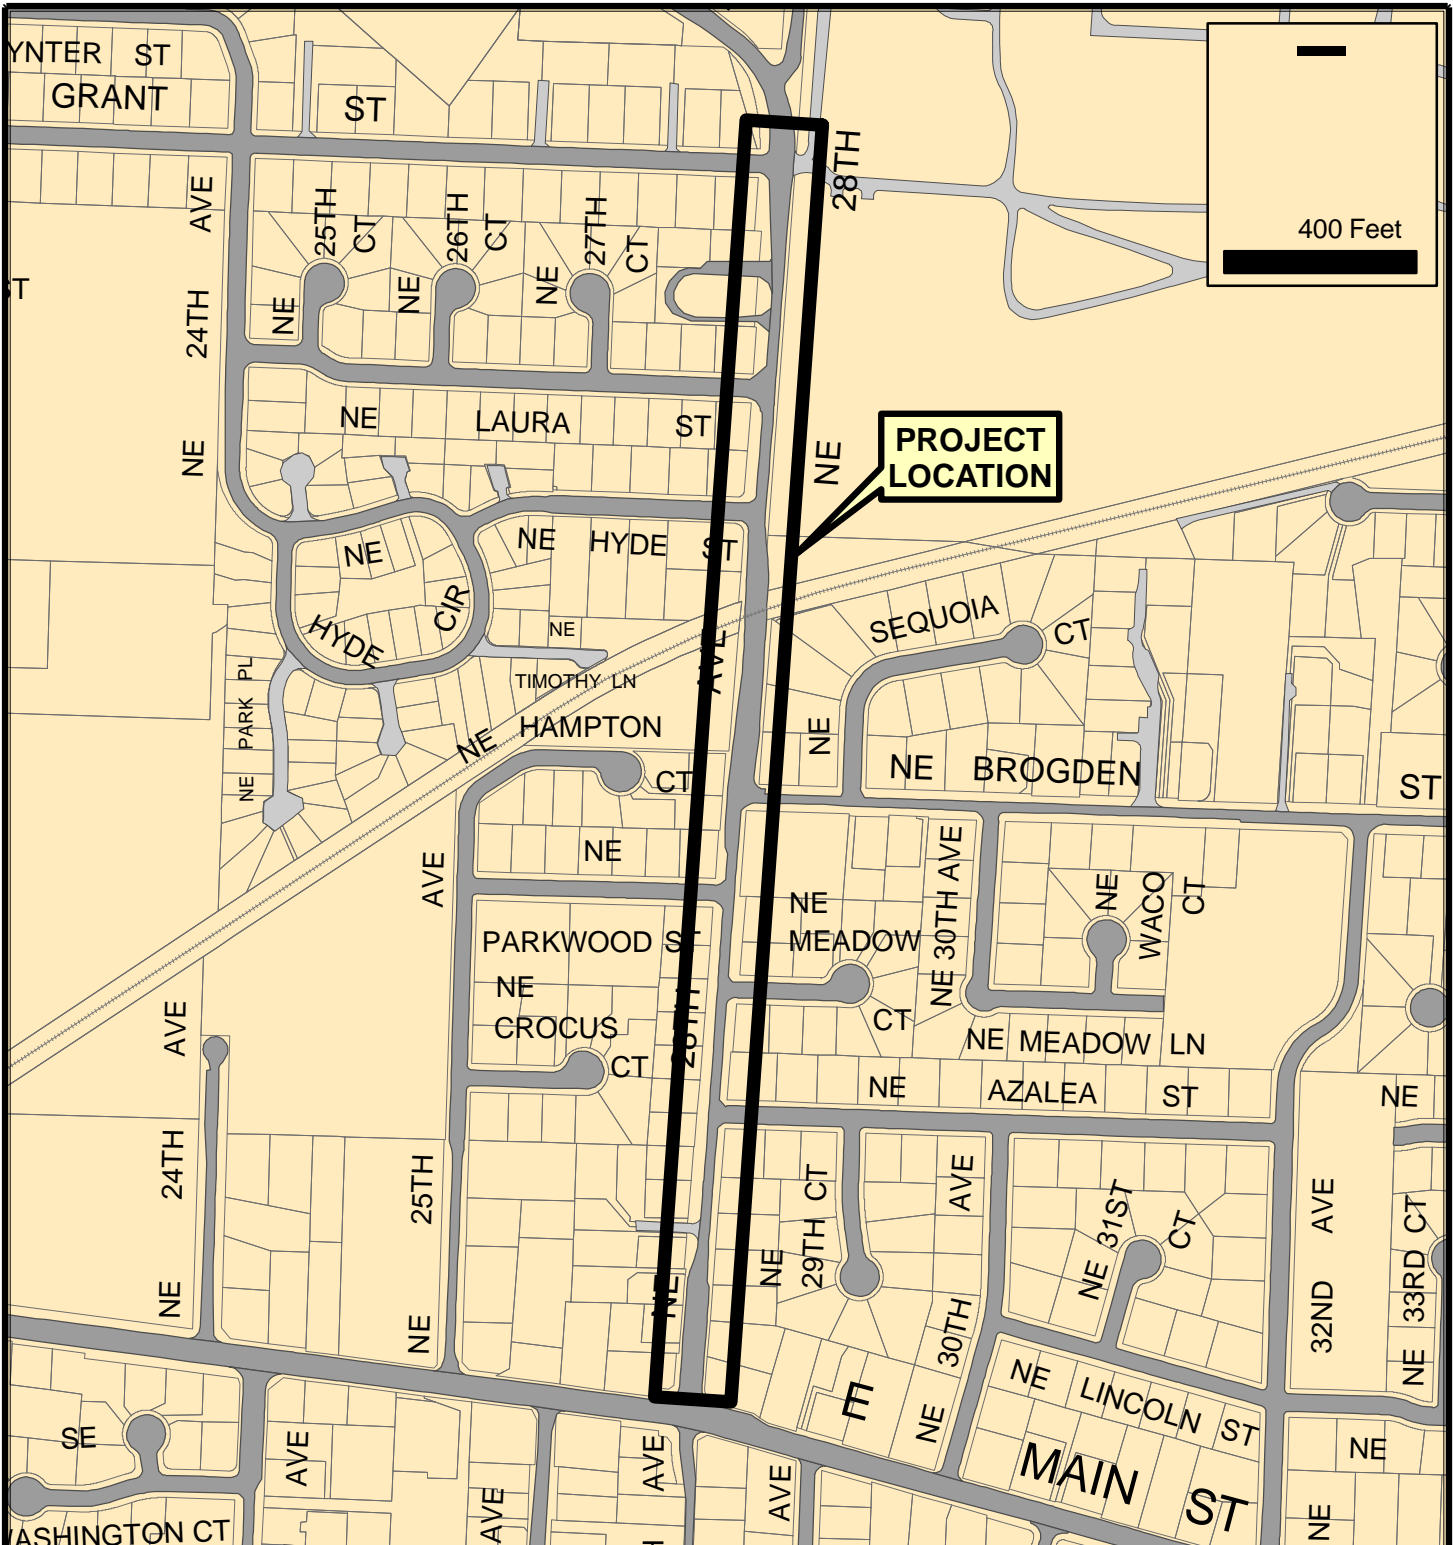 YNTER ST
GRANT ST
28TH
AVE
25TH
CT
26TH
CT
27TH
CT
NE
NE
NE
400 Feet
ST
24TH
NE
NE LAURA ST
NE
PROJECT
LOCATION
NE
NE HYDE ST
HYDE
CIR
NE
TIMOTHY LN
SEQUOIA CT
AVE
NE PARK PL
NE HAMPTON
CT
NE
NE BROGDEN ST
AVE
NE
NE 30TH AVE
NE
WACO
CT
NE
MEADOW
CT
PARKWOOD ST
NE
CROCUS
CT
28TH
AVE
NE MEADOW LN
NE AZALEA ST
NE
24TH
25TH
NE
NE
NE
29TH CT
NE
AVE
30TH
NE
NE 31ST
CT
AVE
32ND
NE 33RD CT
NE LINCOLN ST
E
MAIN ST
SE
AVE
AVE
AVE
AVE
NE
NE
ASHINGTON CT